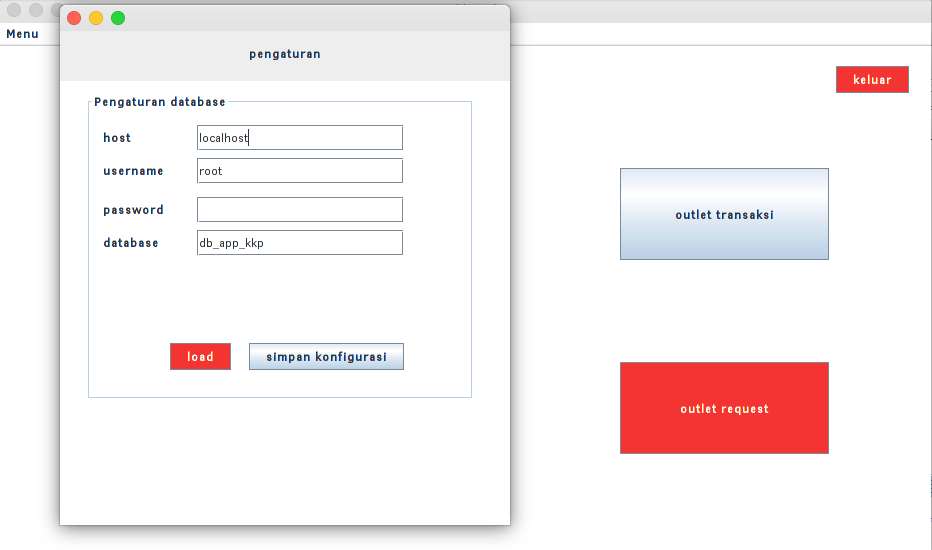 Menu
pengaturan
keluar
Pengaturan database
host localhost
username root
password
database db_app_kkp
load simpan konfigurasi
outlet transaksi
outlet request